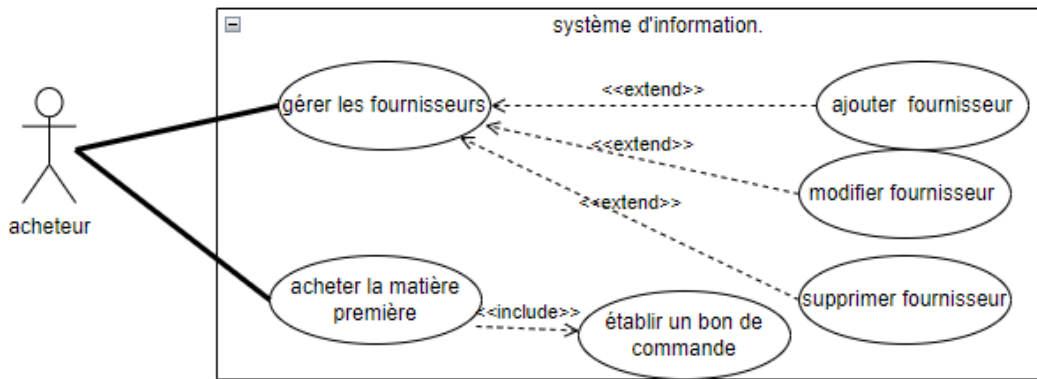 système d'information.
gérer les fournisseurs
<<extend>>
ajouter fournisseur
<<extend>>
modifier fournisseur
<<extend>>
acheteur
acheter la matière
première
<<include>>
établir un bon de
commande
supprimer fournisseur